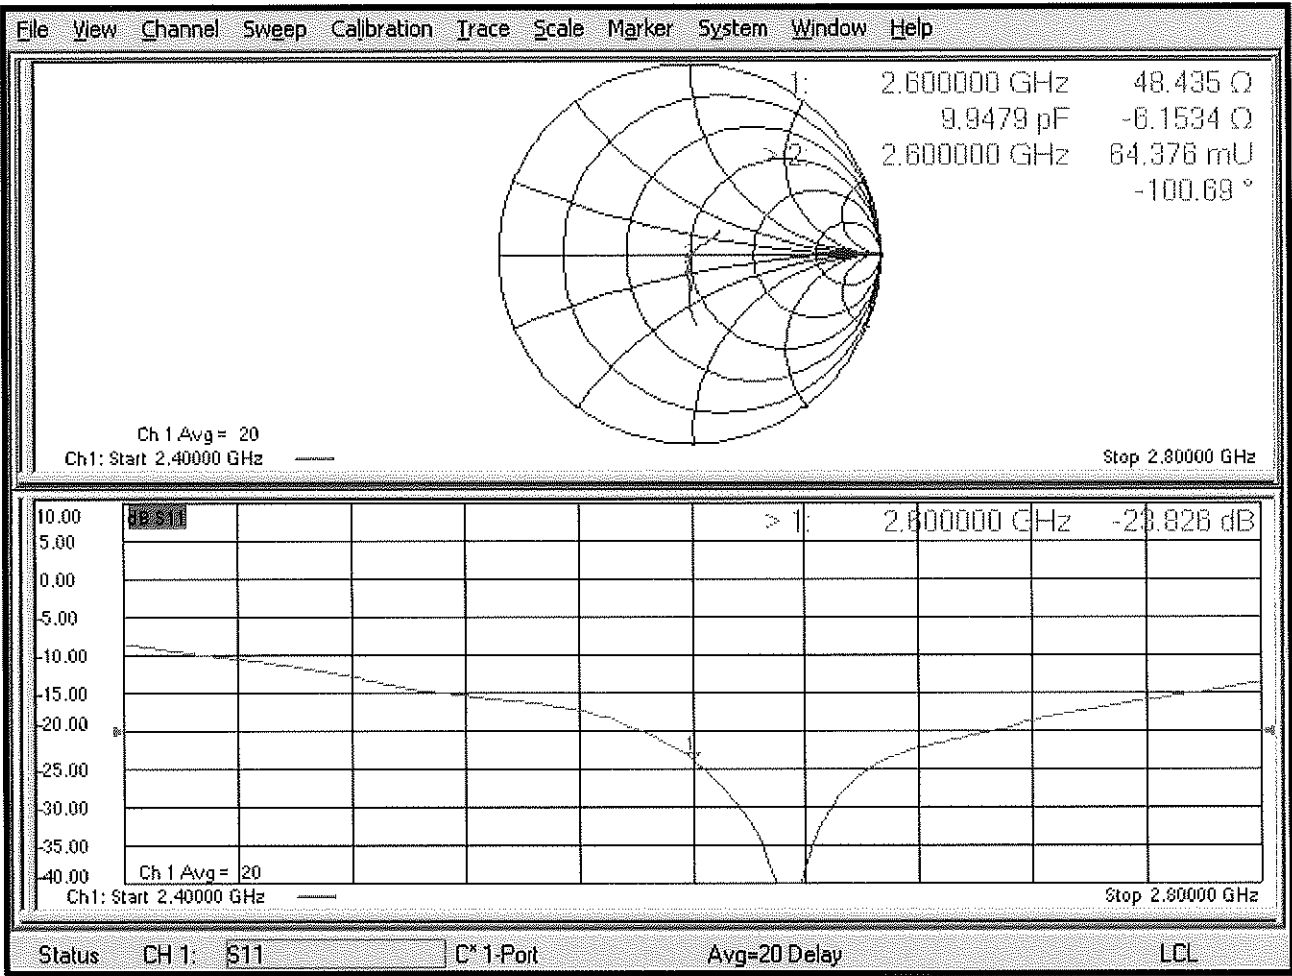 File View Channel Sweep Calibration Trace Scale Marker System Window Help
1: 2.600000 GHz 48.435 Ω
9.9479 pF -6.1534 Ω
> 2: 2.600000 GHz 64.376 mU
-100.69 °
Ch 1 Avg = 20
Ch1: Start 2.40000 GHz
Stop 2.80000 GHz
10.00 dB S11 > 1: 2.600000 GHz -23.826 dB
5.00
0.00
-5.00
-10.00
-15.00
-20.00
-25.00
1
-30.00
-35.00
-40.00
Ch 1 Avg = 20
Ch1: Start 2.40000 GHz
Stop 2.80000 GHz
Status CH 1: S11 C* 1-Port Avg=20 Delay LCL